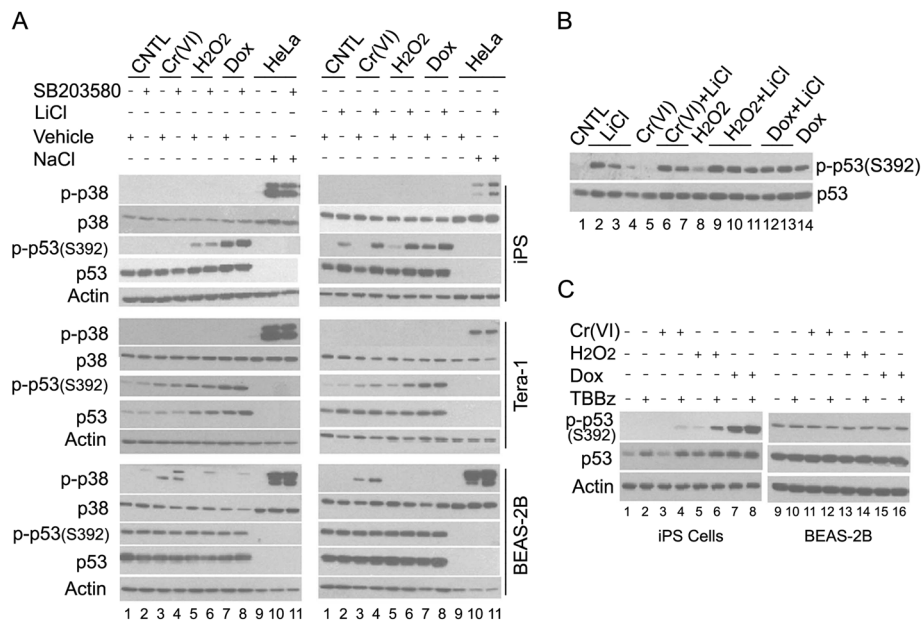 A
CNTL Cr(VI) H2O2 Dox HeLa CNTL Cr(VI) H2O2 Dox HeLa
SB203580 - + - + - + - + - - +
LiCl - - - - - - - - - - - - + - + - + - + - - +
Vehicle + - + - + - + - - - - + - + - + - + - + - -
NaCl - - - - - - - - - + + - - - - - - - - - + +
p-p38
p38
p-p53(S392)
p53
Actin
iPS
p-p38
p38
p-p53(S392)
p53
Actin
Tera-1
p-p38
p38
p-p53(S392)
p53
Actin
BEAS-2B
1 2 3 4 5 6 7 8 9 10 11 1 2 3 4 5 6 7 8 9 10 11
B
CNTL LiCl Cr(VI) Cr(VI)+LiCl H2O2 H2O2+LiCl Dox+LiCl Dox
p-p53(S392)
p53
1 2 3 4 5 6 7 8 9 10 11 12 13 14
C
Cr(VI) - - + + - - - - - - + + - - - -
H2O2 - - - - + + - - - - - - + + - -
Dox - - - - - - + + - - - - - - + +
TBBz - + - + - + - + - + - + - + - +
p-p53
(S392)
p53
Actin
1 2 3 4 5 6 7 8 9 10 11 12 13 14 15 16
iPS Cells BEAS-2B